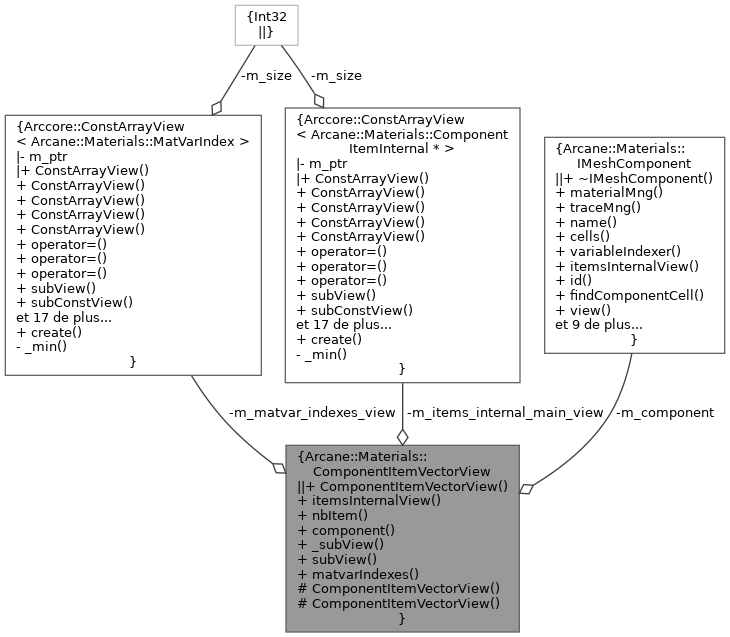 {Int32
||}
-m_size
-m_size
{Arccore::ConstArrayView
< Arcane::Materials::MatVarIndex >
|- m_ptr
|+ ConstArrayView()
+ ConstArrayView()
+ ConstArrayView()
+ ConstArrayView()
+ ConstArrayView()
+ operator=()
+ operator=()
+ operator=()
+ subView()
+ subConstView()
et 17 de plus...
+ create()
- _min()
}
{Arccore::ConstArrayView
< Arcane::Materials::Component
ItemInternal * >
|- m_ptr
|+ ConstArrayView()
+ ConstArrayView()
+ ConstArrayView()
+ ConstArrayView()
+ ConstArrayView()
+ operator=()
+ operator=()
+ operator=()
+ subView()
+ subConstView()
et 17 de plus...
+ create()
- _min()
}
{Arcane::Materials::
IMeshComponent
||+ ~IMeshComponent()
+ materialMng()
+ traceMng()
+ name()
+ cells()
+ variableIndexer()
+ itemsInternalView()
+ id()
+ findComponentCell()
+ view()
et 9 de plus...
}
-m_matvar_indexes_view
-m_items_internal_main_view
-m_component
{Arcane::Materials::
ComponentItemVectorView
||+ ComponentItemVectorView()
+ itemsInternalView()
+ nbItem()
+ component()
+ _subView()
+ subView()
+ matvarIndexes()
# ComponentItemVectorView()
# ComponentItemVectorView()
}